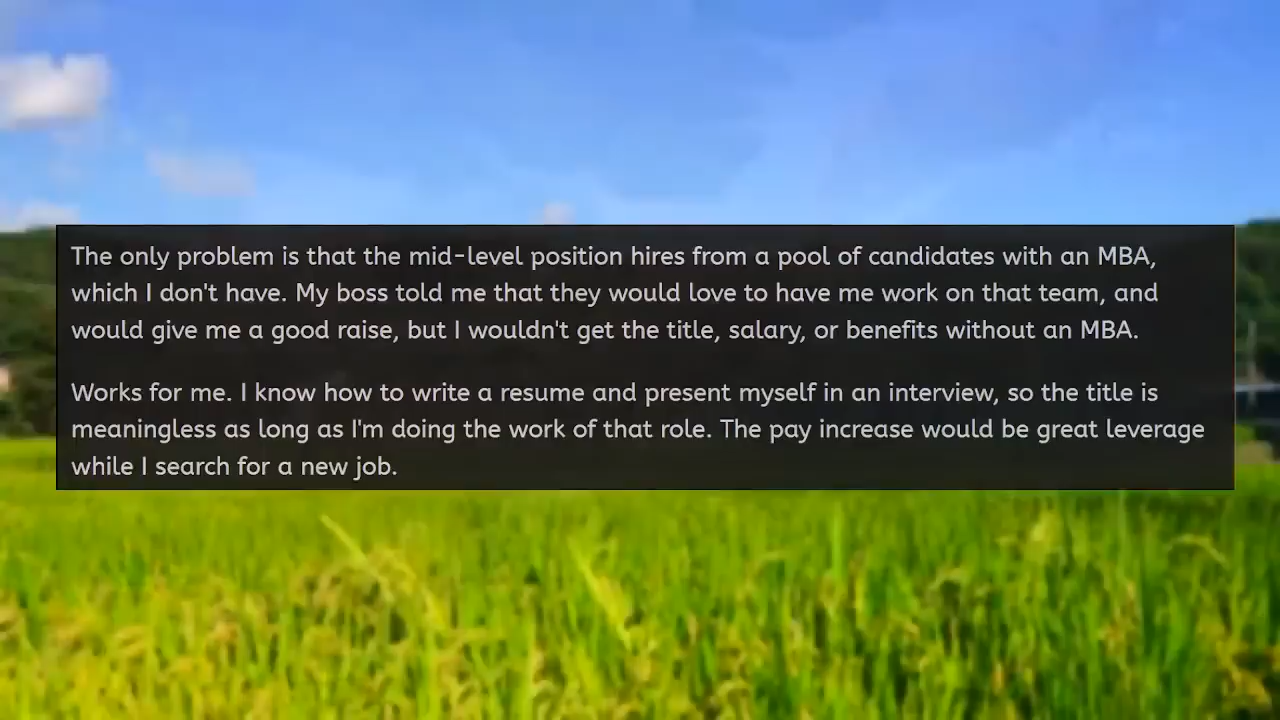 The only problem is that the mid-level position hires from a pool of candidates with an MBA,
which I don't have. My boss told me that they would love to have me work on that team, and
would give me a good raise, but I wouldn't get the title, salary, or benefits without an MBA.
Works for me. I know how to write a resume and present myself in an interview, so the title is
meaningless as long as I'm doing the work of that role. The pay increase would be great leverage
while I search for a new job.